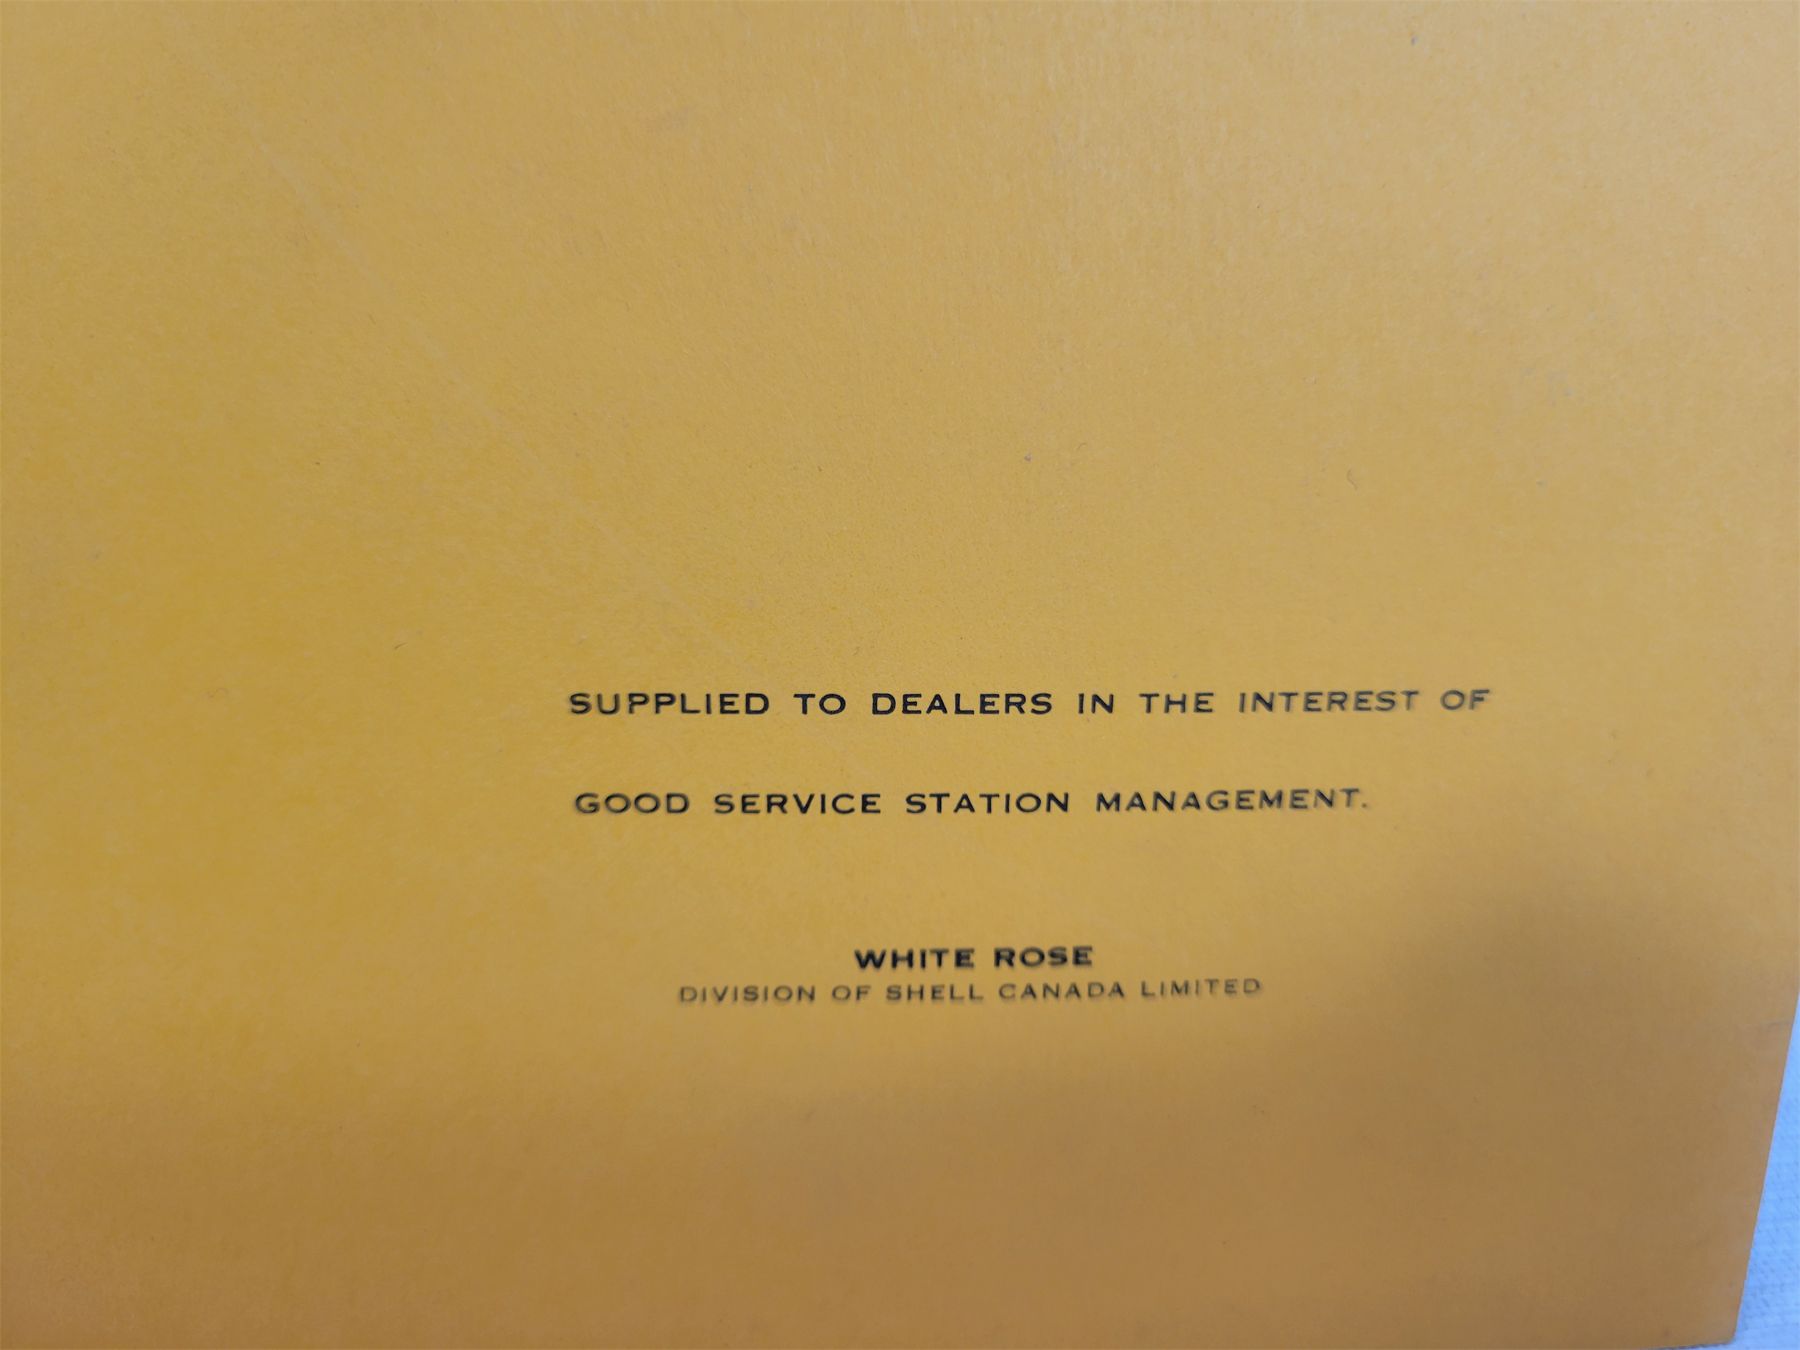 SUPPLIED TO DEALERS IN THE INTEREST OF
GOOD SERVICE STATION MANAGEMENT.
WHITE ROSE
DIVISION OF SHELL CANADA LIMITED